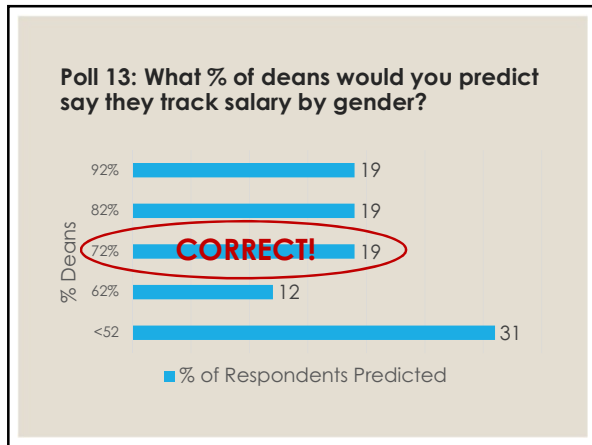 Poll 13: What % of deans would you predict
say they track salary by gender?
92% 19
82% 19
72% CORRECT! 19
62% 12
<52 31
% Deans
% of Respondents Predicted